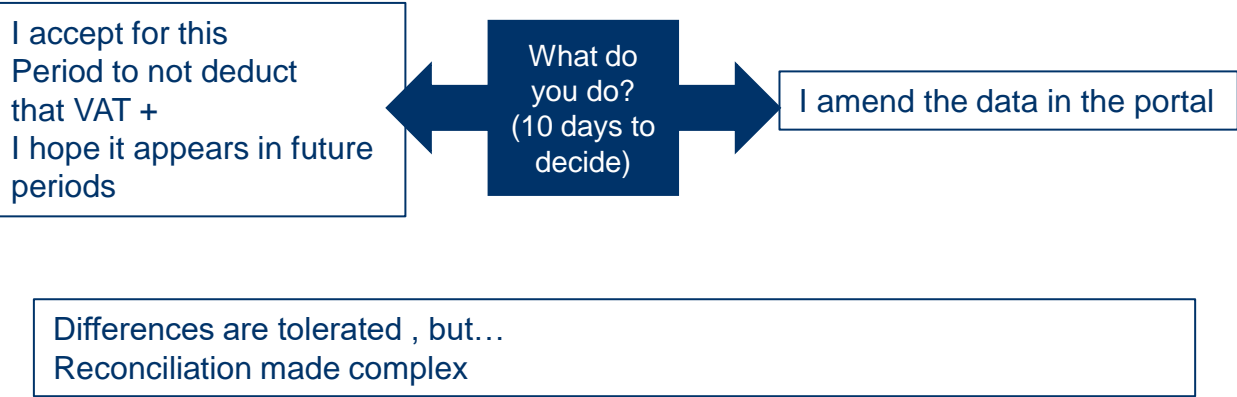 I accept for this
Period to not deduct
that VAT +
I hope it appears in future
periods
What do
you do?
(10 days to
decide)
I amend the data in the portal
Differences are tolerated , but…
Reconciliation made complex